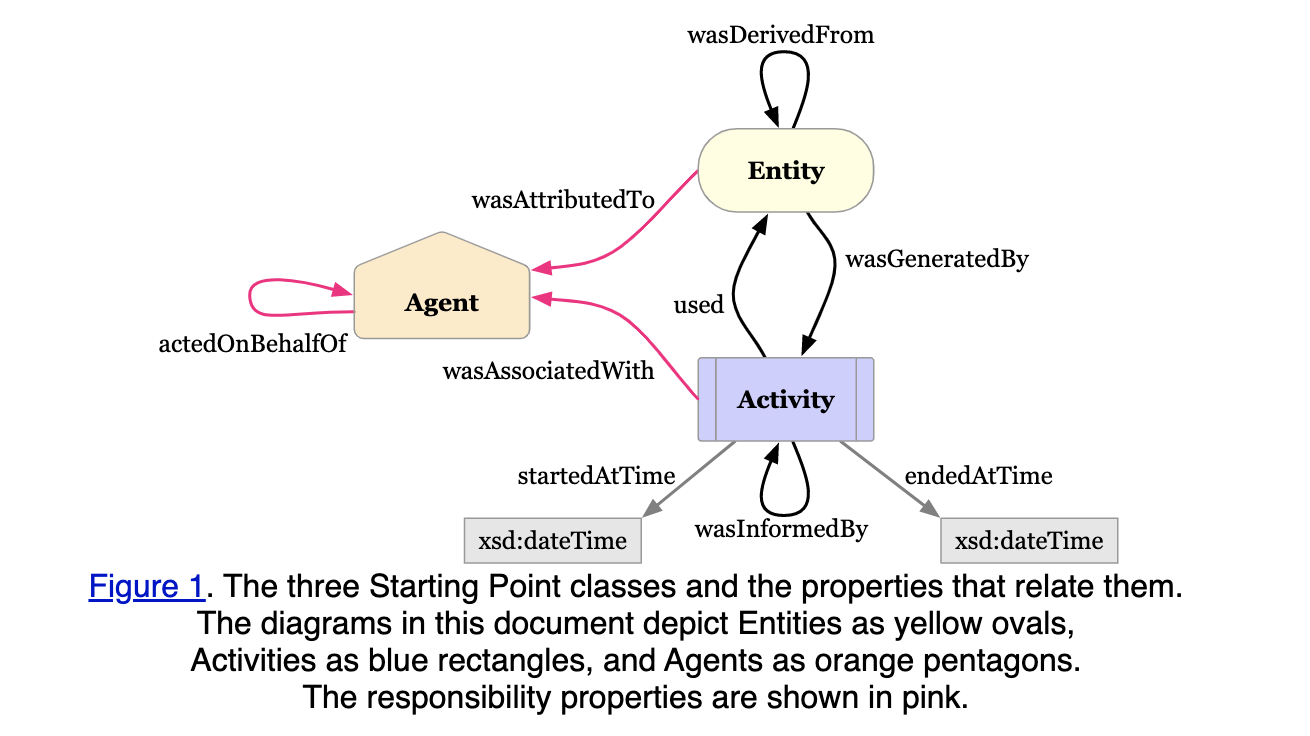 wasDerivedFrom
Entity
wasAttributedTo
wasGeneratedBy
Agent
used
actedOnBehalfOf
wasAssociatedWith
Activity
startedAtTime
endedAtTime
wasInformedBy
xsd:dateTime
xsd:dateTime
Figure 1. The three Starting Point classes and the properties that relate them.
The diagrams in this document depict Entities as yellow ovals,
Activities as blue rectangles, and Agents as orange pentagons.
The responsibility properties are shown in pink.